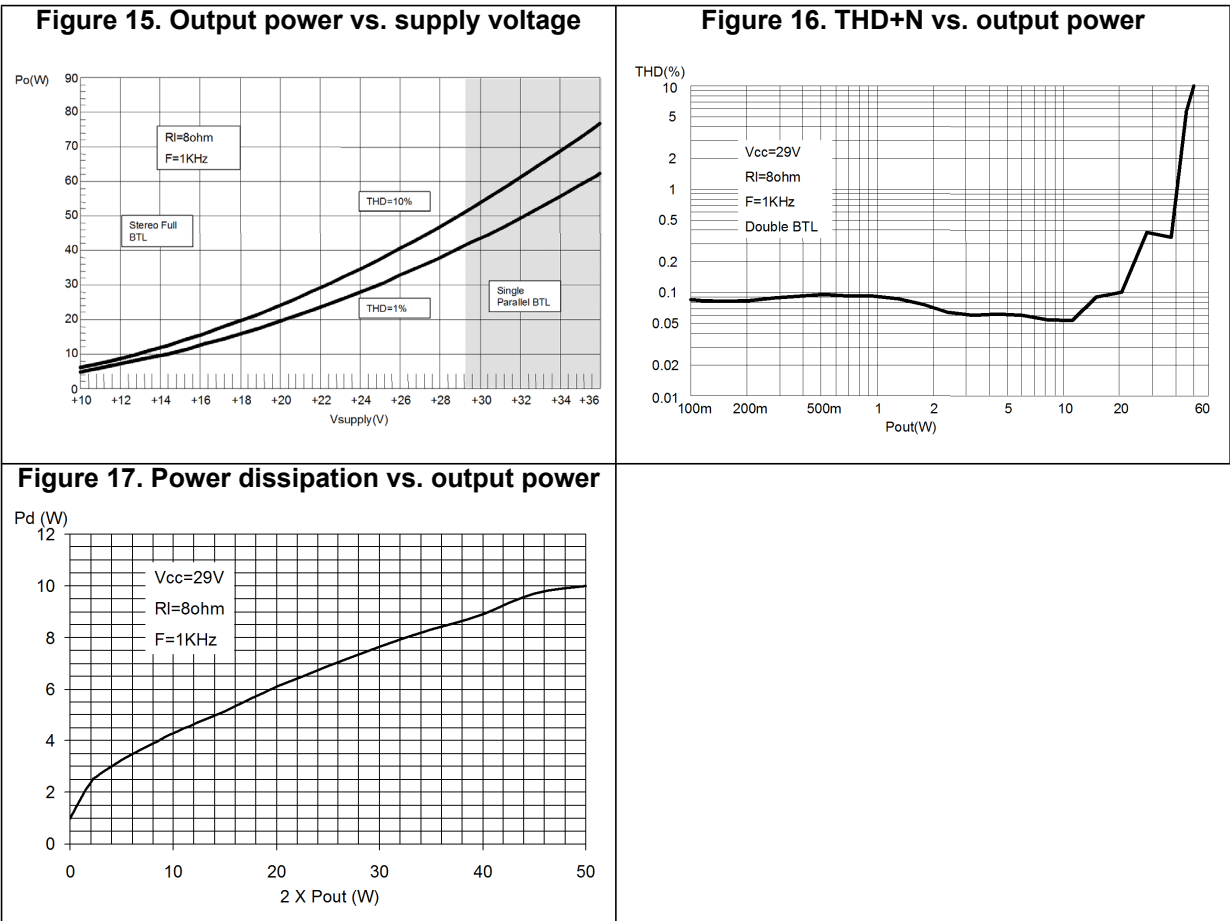 Figure 15. Output power vs. supply voltage
Po(W)
90
80
70
60
50
40
30
20
10
0
Rl=8ohm
F=1KHz
Stereo Full
BTL
THD=10%
THD=1%
Single
Parallel BTL
+10 +12 +14 +16 +18 +20 +22 +24 +26 +28 +30 +32 +34 +36
Vsupply(V)
Figure 16. THD+N vs. output power
THD(%)
10
5
2
1
0.5
0.2
0.1
0.05
0.02
0.01
Vcc=29V
Rl=8ohm
F=1KHz
Double BTL
100m 200m 500m 1 2 5 10 20 60
Pout(W)
Figure 17. Power dissipation vs. output power
Pd (W)
12
10
8
6
4
2
0
Vcc=29V
Rl=8ohm
F=1KHz
0 10 20 30 40 50
2 X Pout (W)